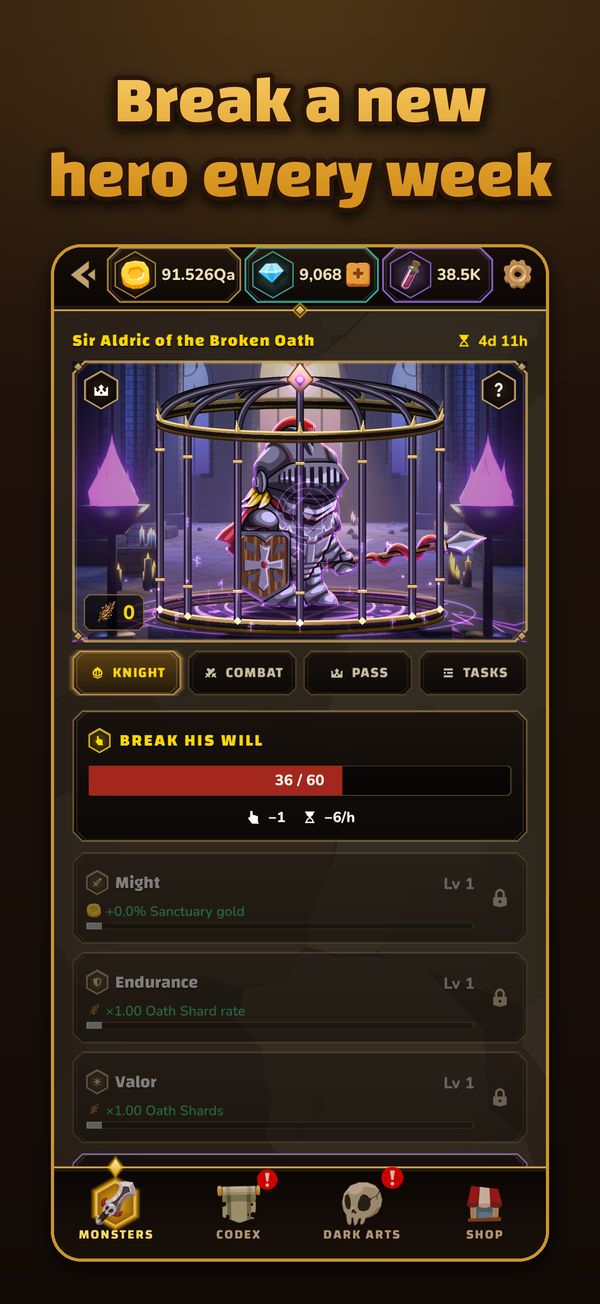 Break a new
hero every week
91.526Qa
9,068
38.5K
Sir Aldric of the Broken Oath
4d 11h
?
0
KNIGHT
COMBAT
PASS
TASKS
BREAK HIS WILL
36 / 60
–1
–6/h
Might
Lv 1
+0.0% Sanctuary gold
Endurance
Lv 1
×1.00 Oath Shard rate
Valor
Lv 1
×1.00 Oath Shards
!
!
MONSTERS
CODEX
DARK ARTS
SHOP